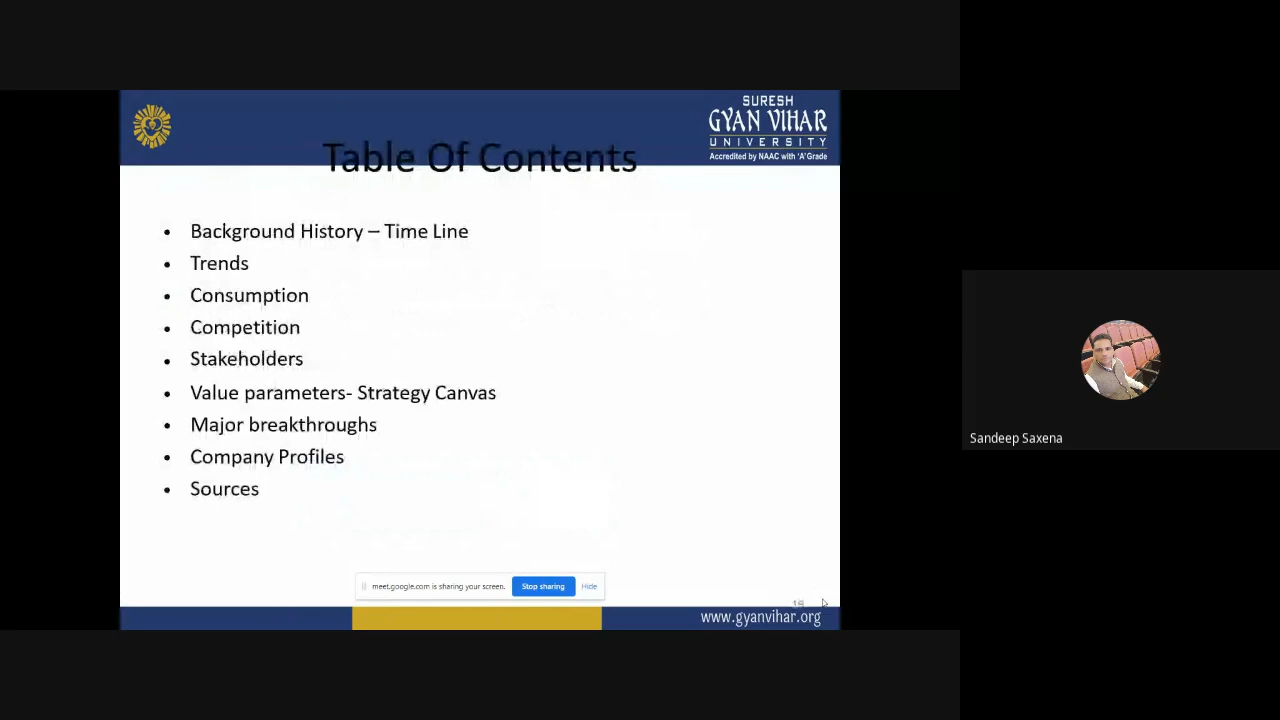 SURESH
GYAN VIHAR
UNIVERSITY
Accredited by NAAC with 'A' Grade
Table Of Contents
• Background History – Time Line
• Trends
• Consumption
• Competition
• Stakeholders
• Value parameters- Strategy Canvas
• Major breakthroughs
• Company Profiles
• Sources
meet.google.com is sharing your screen. Stop sharing Hide
www.gyanvihar.org
Sandeep Saxena